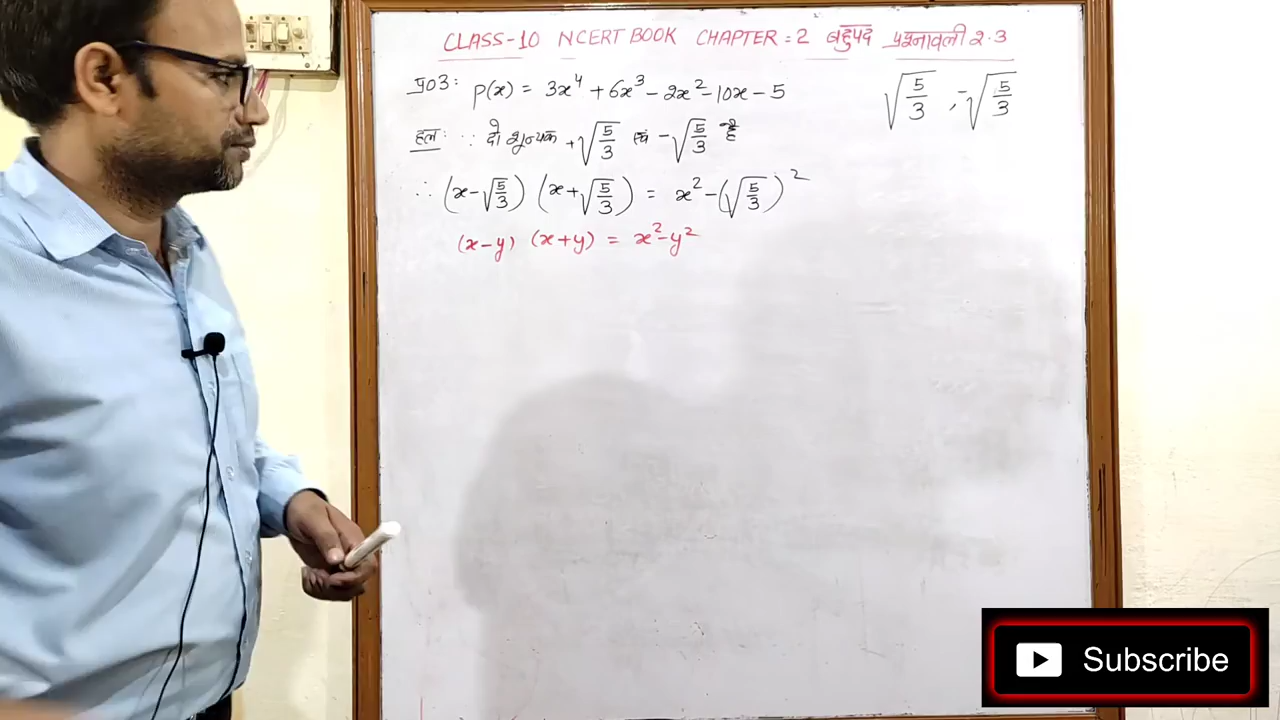 CLASS-10 NCERT BOOK CHAPTER=2 बहुपद प्रश्नावली 2.3
प्र03: p(x) = 3x⁴ + 6x³ - 2x² - 10x - 5
√5/3 , -√5/3
हल: ∵ दो शून्यक +√5/3 एवं -√5/3 है
∴ (x-√5/3) (x+√5/3) = x² - (√5/3)²
(x-y) (x+y) = x²-y²
Subscribe